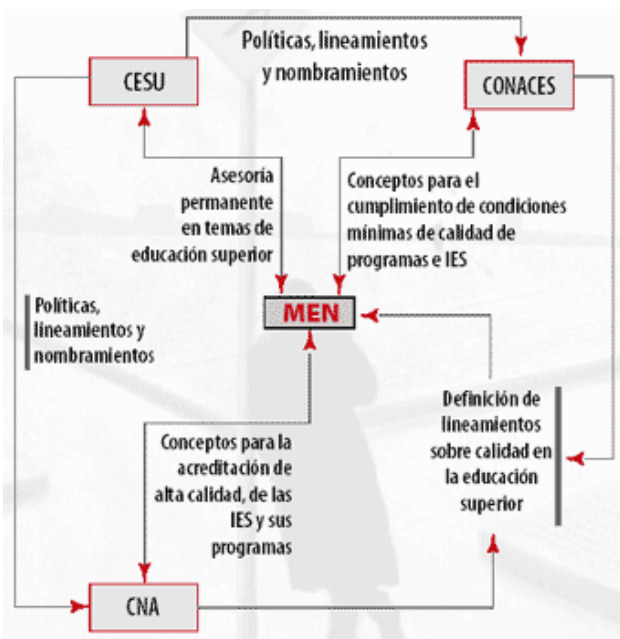 Políticas, lineamientos
y nombramientos
CESU
CONACES
Asesoría
permanente
en temas de
educación superior
Conceptos para el
cumplimiento de condiciones
mínimas de calidad de
programas e IES
MEN
Políticas,
lineamientos y
nombramientos
Definición de
lineamientos
sobre calidad en
la educación
superior
Conceptos para la
acreditación de
alta calidad, de las
IES y sus
programas
CNA